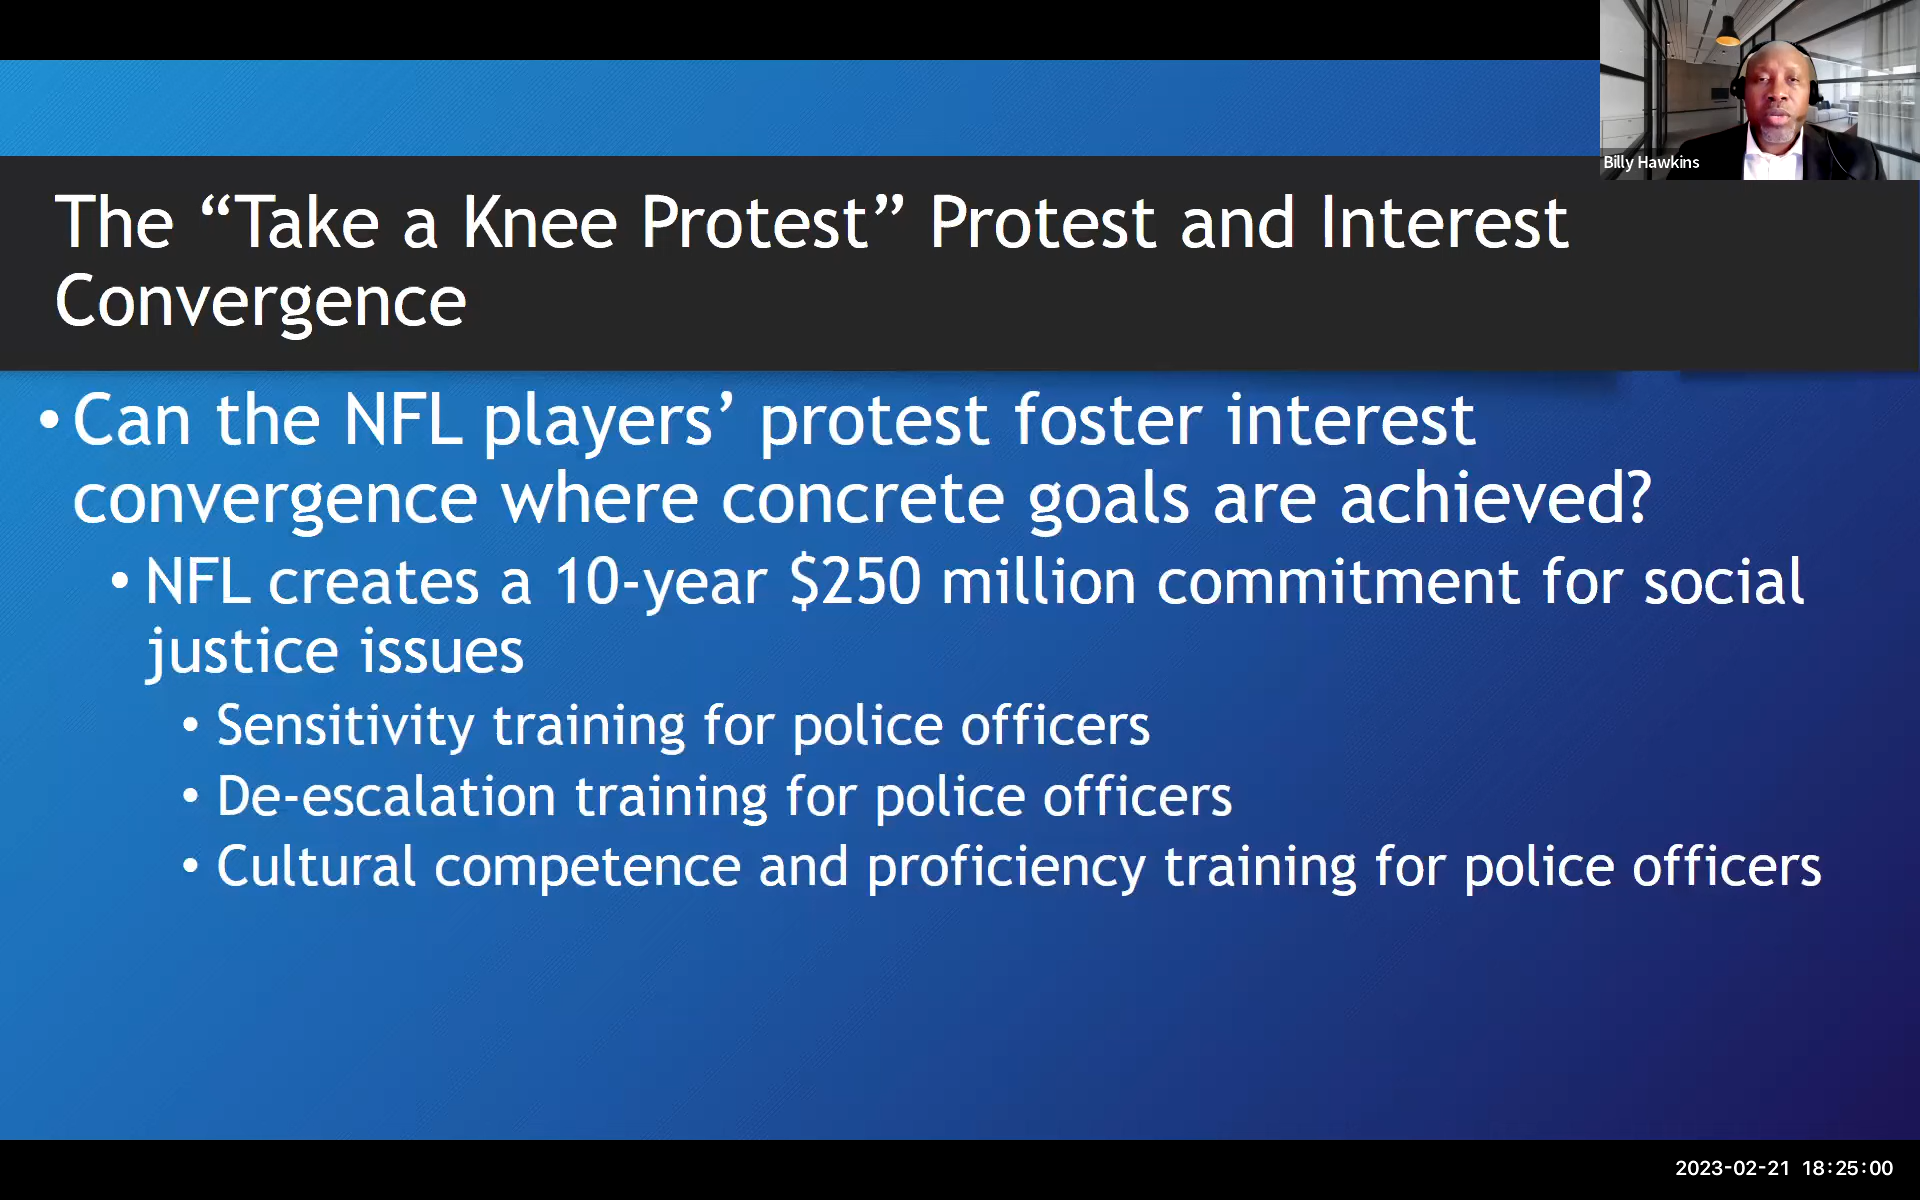 Billy Hawkins
The “Take a Knee Protest” Protest and Interest
Convergence
• Can the NFL players’ protest foster interest
convergence where concrete goals are achieved?
• NFL creates a 10-year $250 million commitment for social
justice issues
• Sensitivity training for police officers
• De-escalation training for police officers
• Cultural competence and proficiency training for police officers
2023-02-21 18:25:00